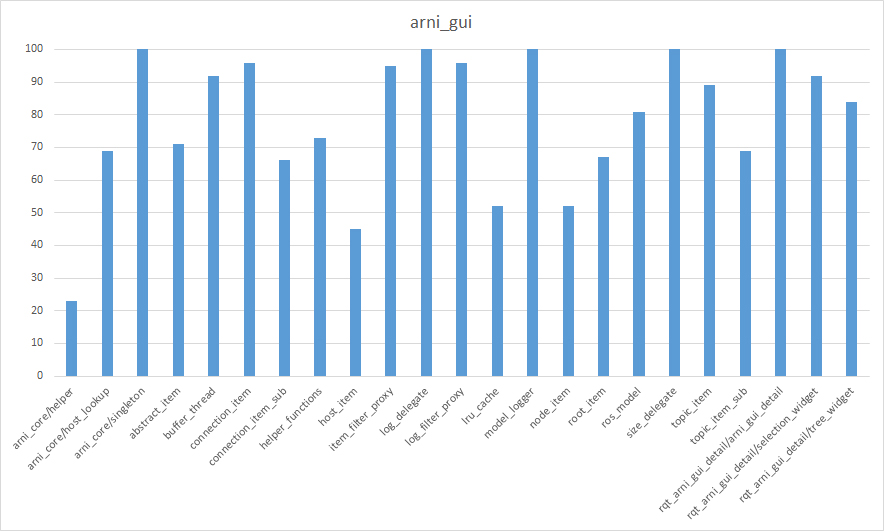 arni_gui
100
90
80
70
60
50
40
30
20
10
0
arni_core/helper
arni_core/host_lookup
arni_core/singleton
abstract_item
buffer_thread
connection_item
connection_item_sub
helper_functions
host_item
item_filter_proxy
log_delegate
log_filter_proxy
lru_cache
model_logger
node_item
root_item
ros_model
size_delegate
topic_item
topic_item_sub
rqt_arni_gui_detail/arni_gui_detail
rqt_arni_gui_detail/selection_widget
rqt_arni_gui_detail/tree_widget